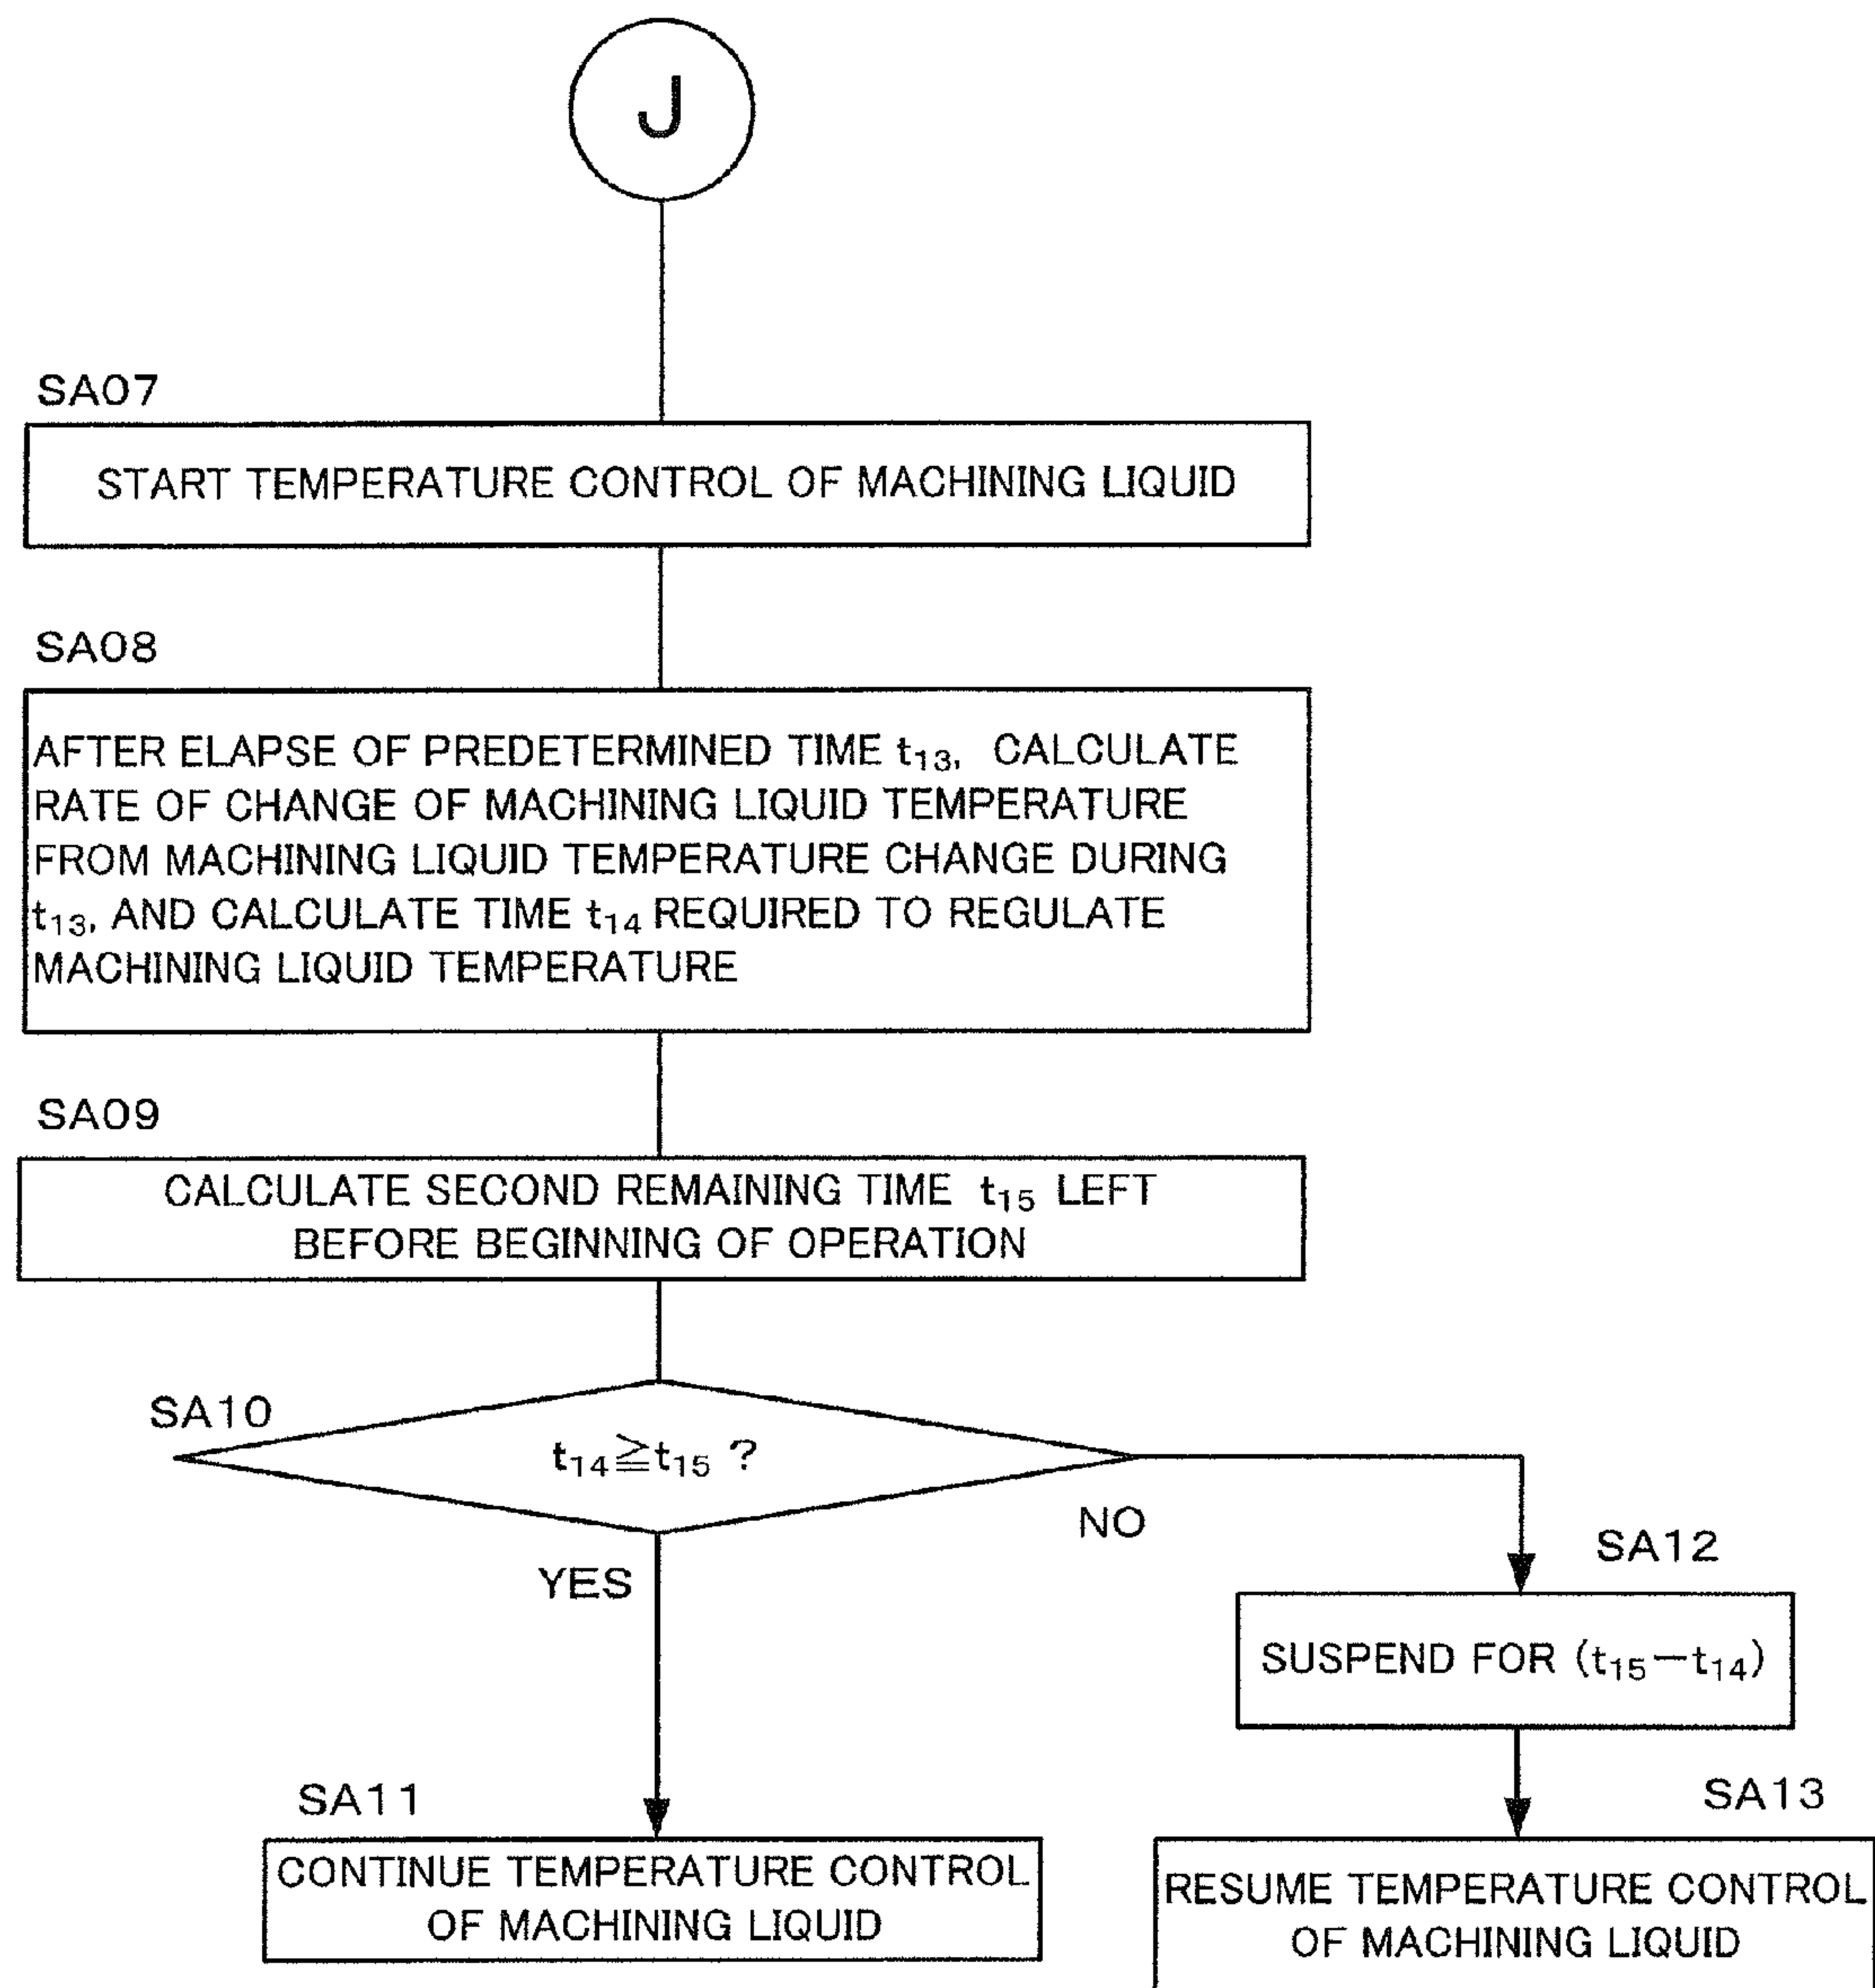 J
SA07
START TEMPERATURE CONTROL OF MACHINING LIQUID
SA08
AFTER ELAPSE OF PREDETERMINED TIME t₁₃, CALCULATE
RATE OF CHANGE OF MACHINING LIQUID TEMPERATURE
FROM MACHINING LIQUID TEMPERATURE CHANGE DURING
t₁₃, AND CALCULATE TIME t₁₄ REQUIRED TO REGULATE
MACHINING LIQUID TEMPERATURE
SA09
CALCULATE SECOND REMAINING TIME t₁₅ LEFT
BEFORE BEGINNING OF OPERATION
SA10
t₁₄≧t₁₅ ?
NO
YES
SA12
SUSPEND FOR (t₁₅−t₁₄)
SA11
CONTINUE TEMPERATURE CONTROL
OF MACHINING LIQUID
SA13
RESUME TEMPERATURE CONTROL
OF MACHINING LIQUID